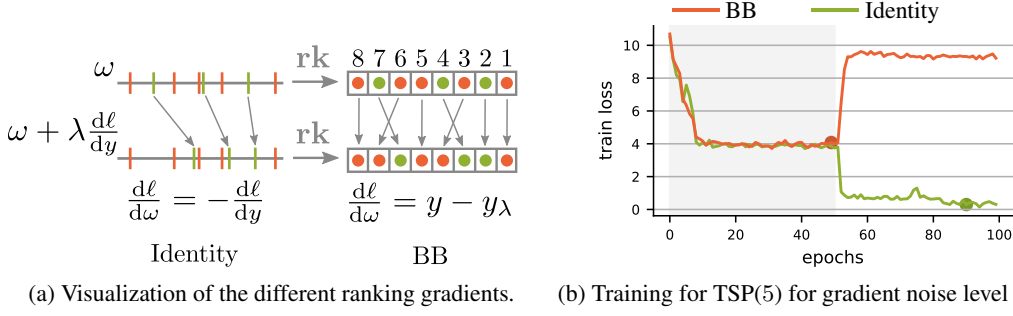 ω
rk
8 7 6 5 4 3 2 1
ω + λ dℓ/dy
rk
dℓ/dω = −dℓ/dy
dℓ/dω = y − y_λ
Identity
BB
(a) Visualization of the different ranking gradients.
BB
Identity
train loss
10
8
6
4
2
0
0 20 40 60 80 100
epochs
(b) Training for TSP(5) for gradient noise level